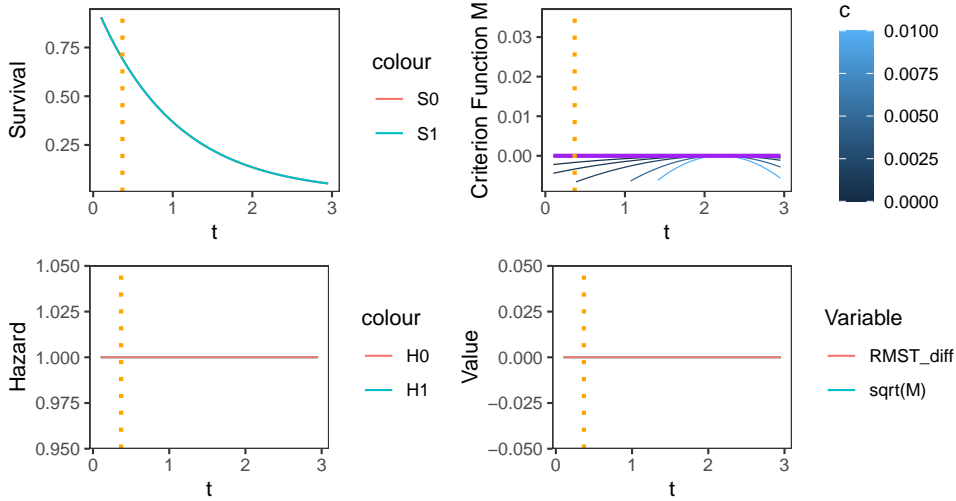 Survival
0.75
0.50
0.25
0
1
2
3
t
colour
S0
S1
Criterion Function M
0.03
0.02
0.01
0.00
0
1
2
3
t
c
0.0100
0.0075
0.0050
0.0025
0.0000
Hazard
1.050
1.025
1.000
0.975
0.950
0
1
2
3
t
colour
H0
H1
Value
0.050
0.025
0.000
−0.025
−0.050
0
1
2
3
t
Variable
RMST_diff
sqrt(M)